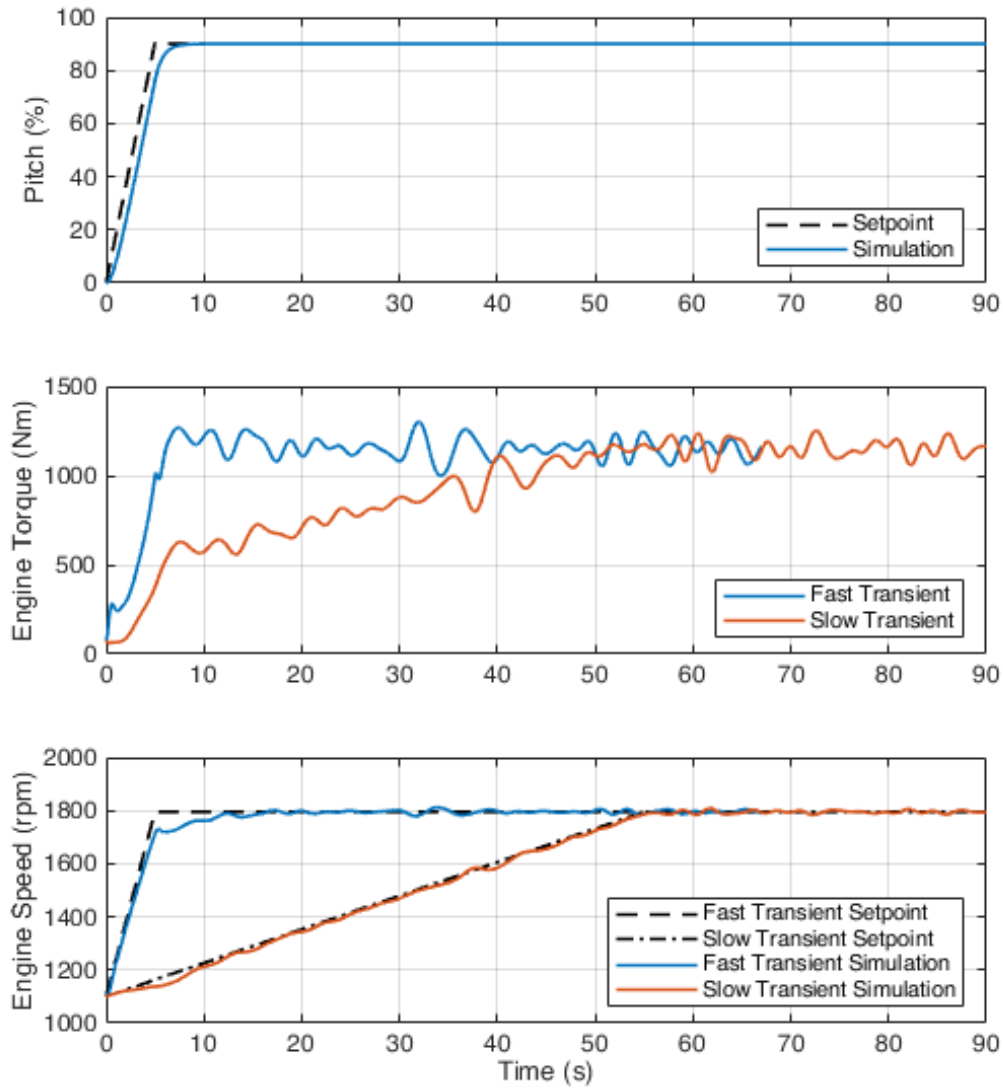 100
80
60
40
20
0
Pitch (%)
Setpoint
Simulation
0 10 20 30 40 50 60 70 80 90
1500
1000
500
0
Engine Torque (Nm)
Fast Transient
Slow Transient
0 10 20 30 40 50 60 70 80 90
2000
1800
1600
1400
1200
1000
Engine Speed (rpm)
Fast Transient Setpoint
Slow Transient Setpoint
Fast Transient Simulation
Slow Transient Simulation
0 10 20 30 40 50 60 70 80 90
Time (s)